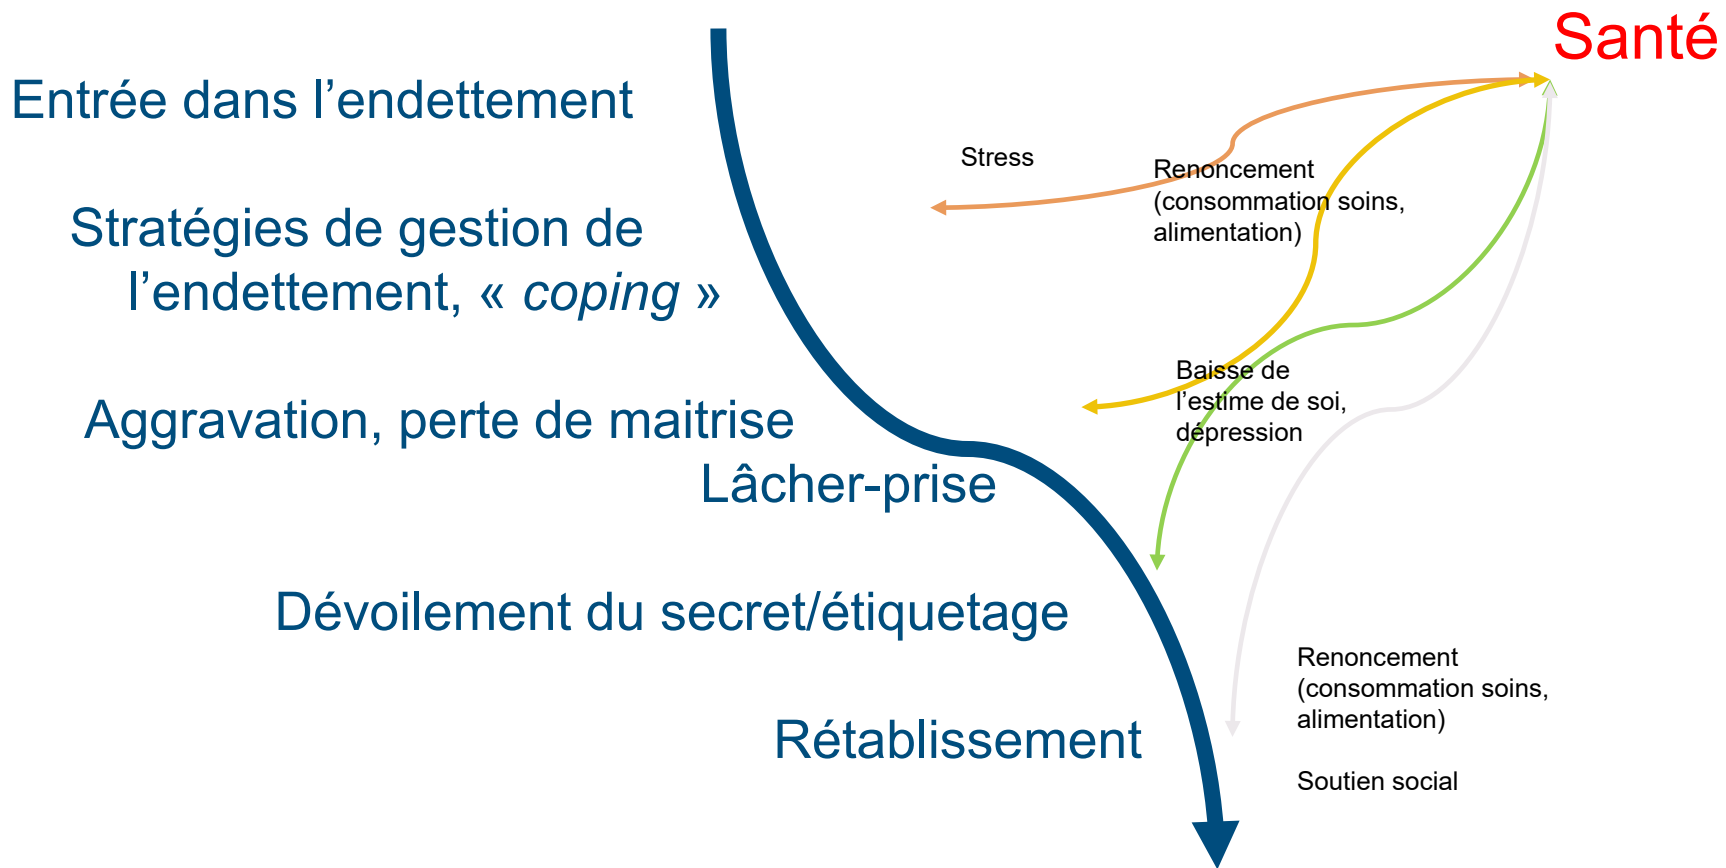 Santé
Entrée dans l’endettement
Stress
Renoncement
(consommation soins,
alimentation)
Stratégies de gestion de
l’endettement, « coping »
Baisse de
l’estime de soi,
dépression
Aggravation, perte de maitrise
Lâcher-prise
Dévoilement du secret/étiquetage
Renoncement
(consommation soins,
alimentation)
Rétablissement
Soutien social